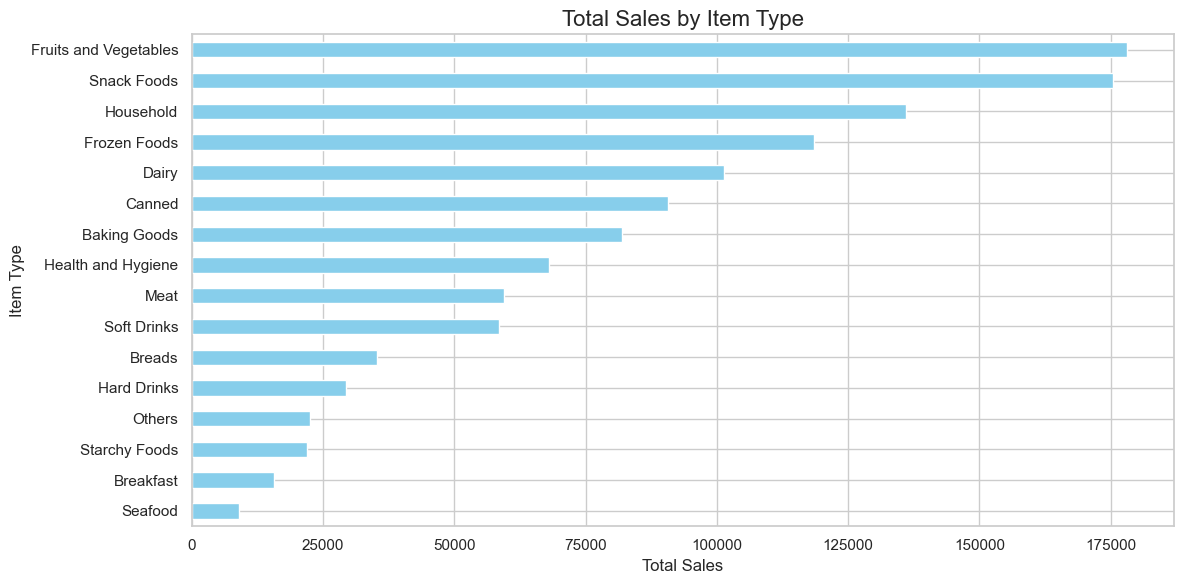 Total Sales by Item Type
Fruits and Vegetables
Snack Foods
Household
Frozen Foods
Dairy
Canned
Baking Goods
Health and Hygiene
Meat
Soft Drinks
Breads
Hard Drinks
Others
Starchy Foods
Breakfast
Seafood
Item Type
0 25000 50000 75000 100000 125000 150000 175000
Total Sales